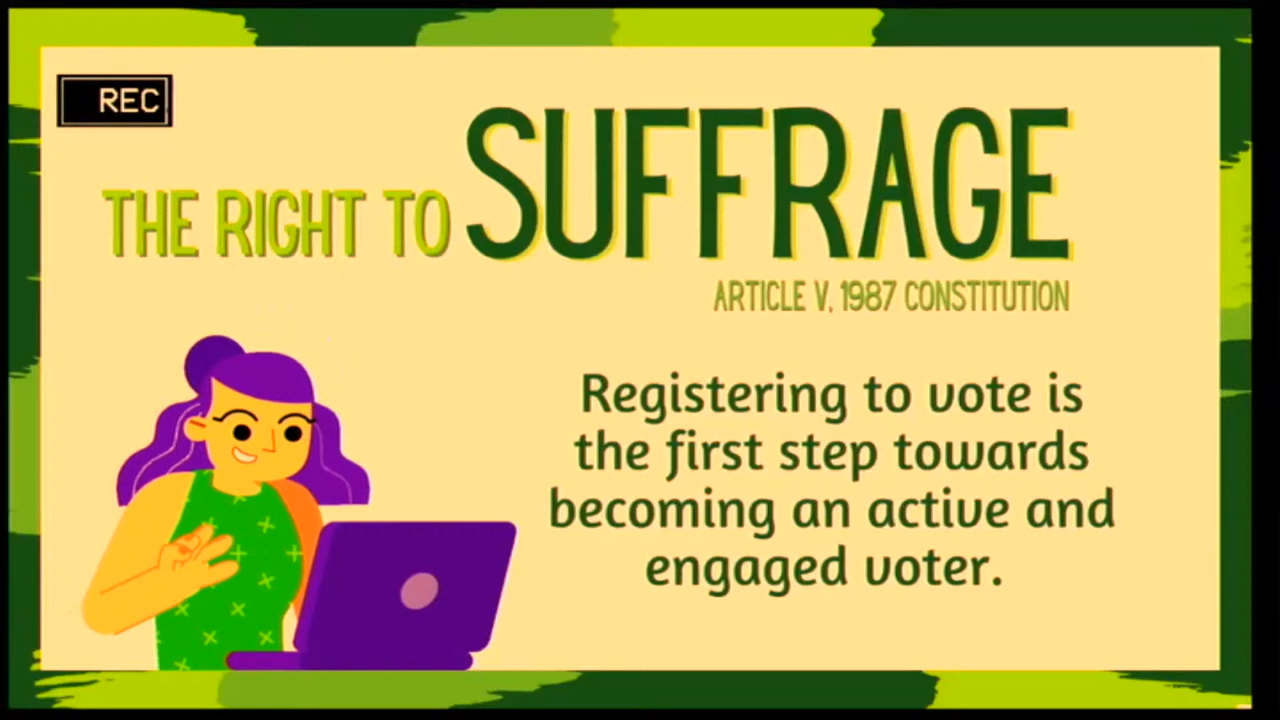 REC
THE RIGHT TO SUFFRAGE
ARTICLE V, 1987 CONSTITUTION
Registering to vote is
the first step towards
becoming an active and
engaged voter.